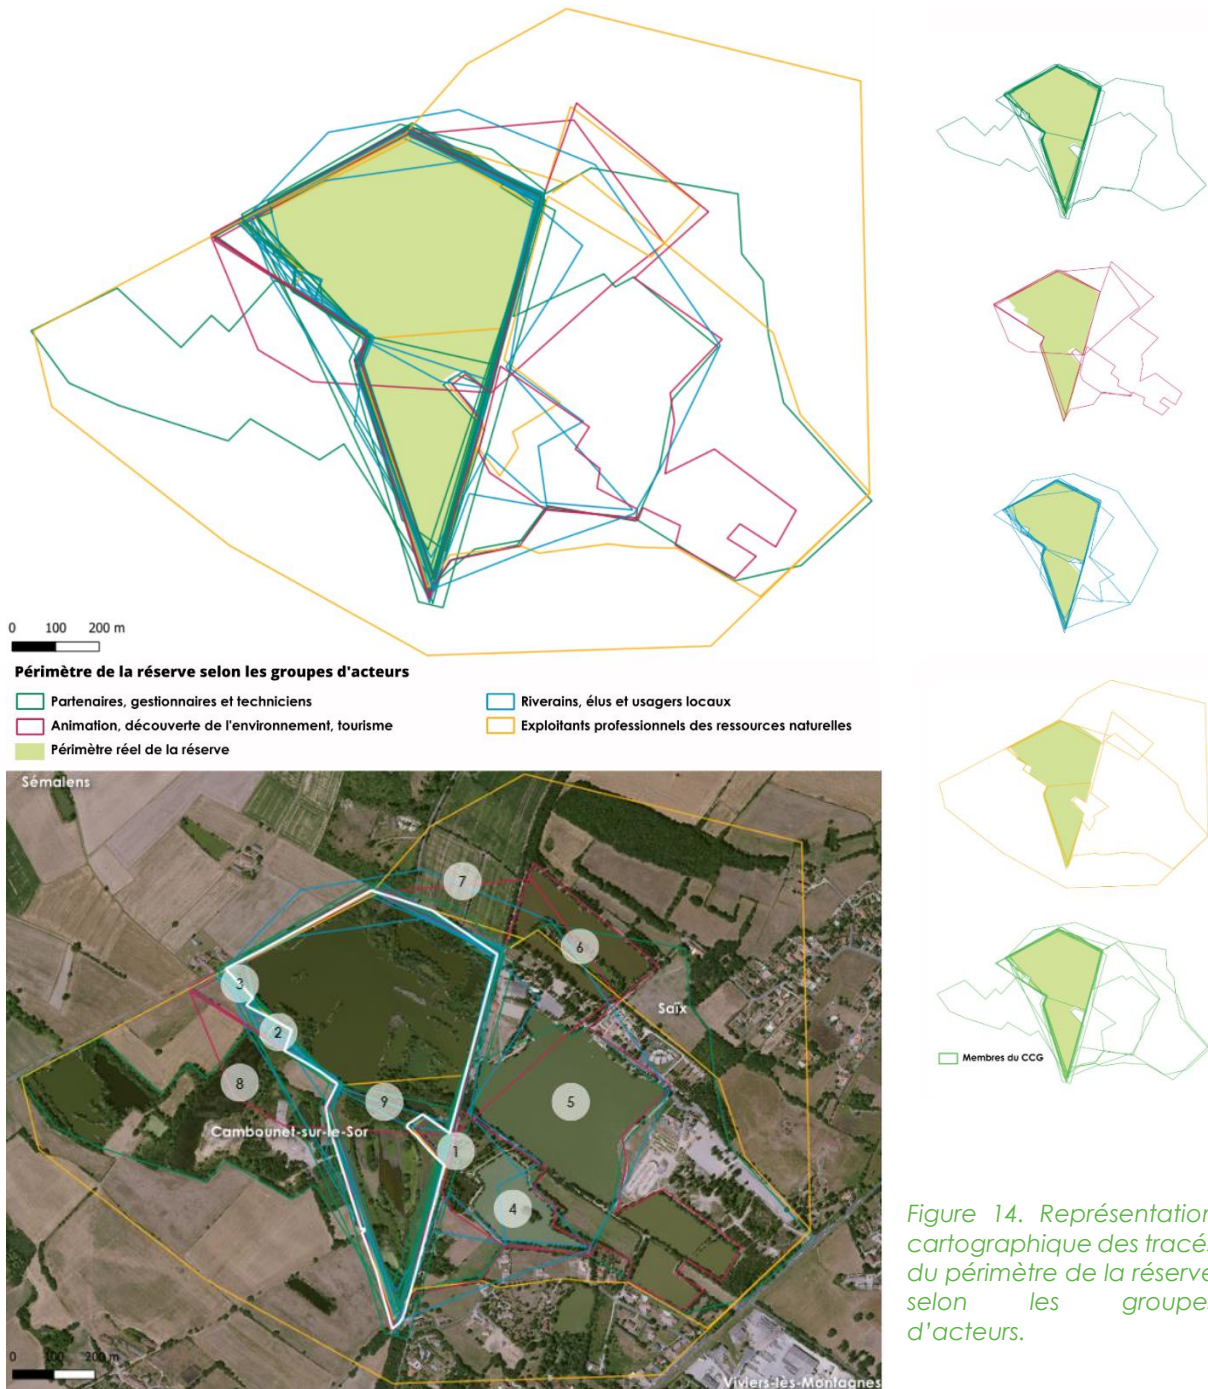 0 100 200 m
Périmètre de la réserve selon les groupes d'acteurs
Partenaires, gestionnaires et techniciens
Riverains, élus et usagers locaux
Animation, découverte de l'environnement, tourisme
Exploitants professionnels des ressources naturelles
Périmètre réel de la réserve
Sémalens
7
6
3
Saïx
2
8
9
5
Cambounet-sur-le-Sor
1
4
0 100 200 m
Viviers-lès-Montagnes
Membres du CCG
Figure 14. Représentation
cartographique des tracés
du périmètre de la réserve
selon les groupes
d'acteurs.